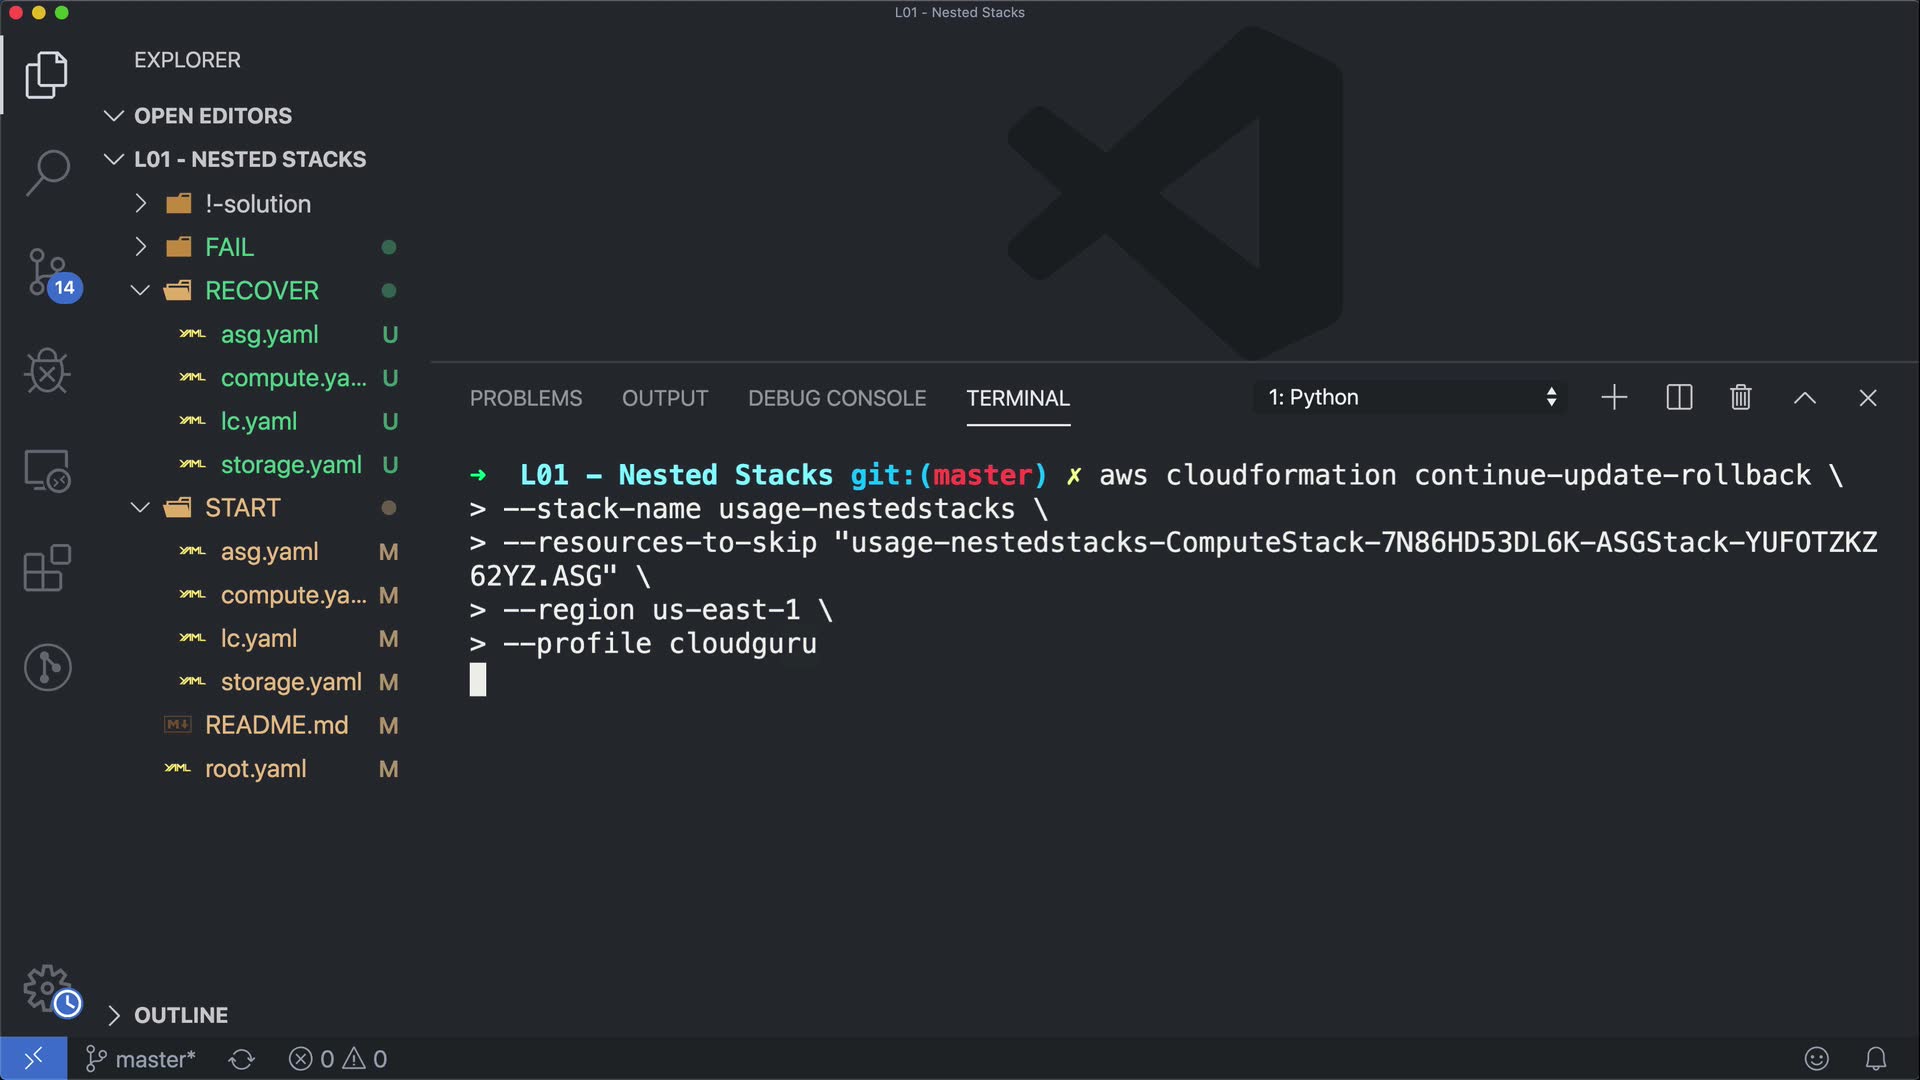 L01 - Nested Stacks
EXPLORER
OPEN EDITORS
L01 - NESTED STACKS
!-solution
FAIL
RECOVER
asg.yaml U
compute.ya... U
lc.yaml U
storage.yaml U
START
asg.yaml M
compute.ya... M
lc.yaml M
storage.yaml M
README.md M
root.yaml M
OUTLINE
14
PROBLEMS OUTPUT DEBUG CONSOLE TERMINAL 1: Python
➜ L01 - Nested Stacks git:(master) ✗ aws cloudformation continue-update-rollback \
> --stack-name usage-nestedstacks \
> --resources-to-skip "usage-nestedstacks-ComputeStack-7N86HD53DL6K-ASGStack-YUFOTZKZ
62YZ.ASG" \
> --region us-east-1 \
> --profile cloudguru
master* 0 0